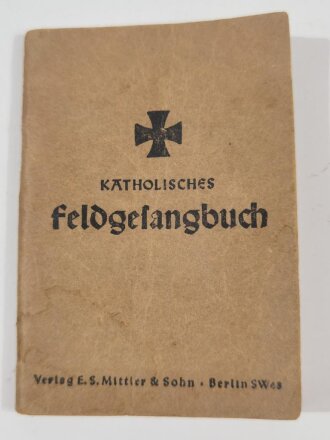 KATHOLISCHES
Feldgesangbuch
Verlag E. S. Mittler & Sohn • Berlin SW68